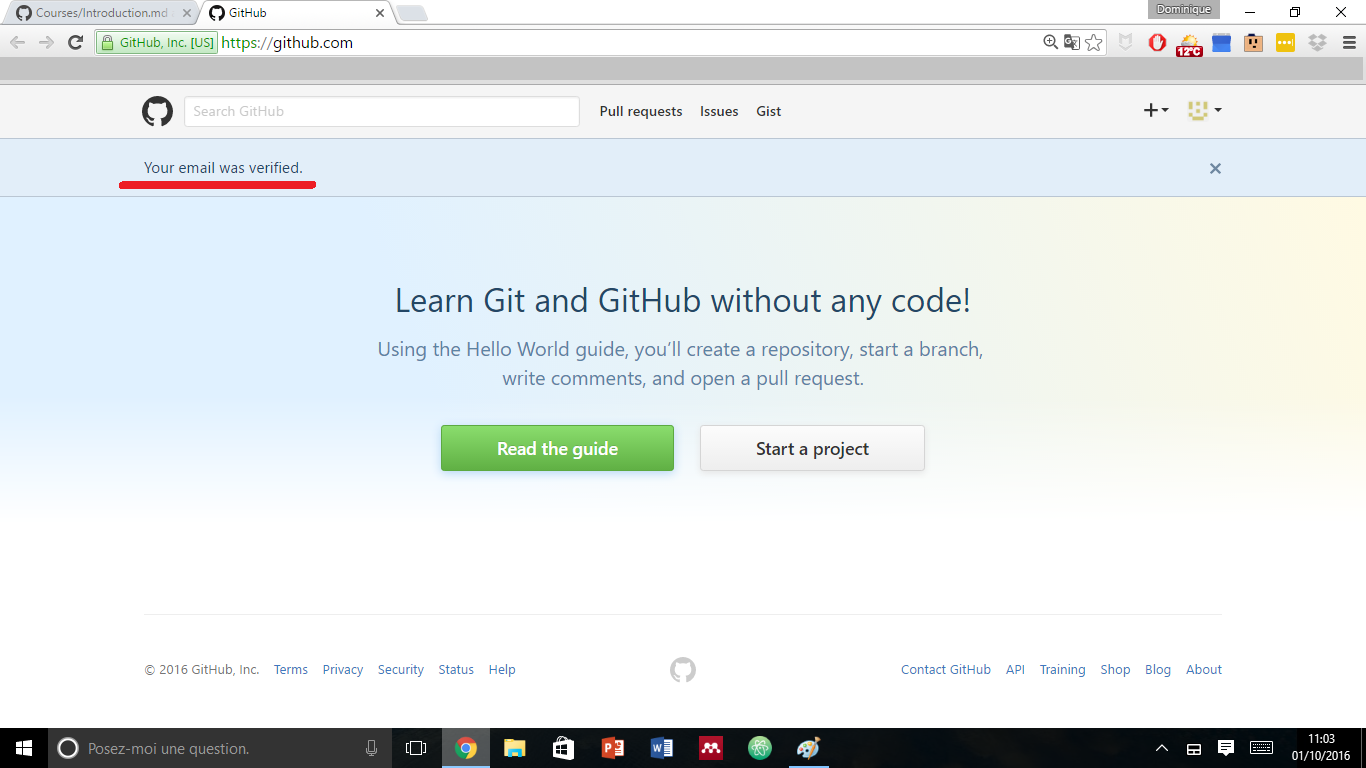 Courses/Introduction.md
GitHub
Dominique
GitHub, Inc. [US]
https://github.com
12°C
Search GitHub
Pull requests
Issues
Gist
Your email was verified.
Learn Git and GitHub without any code!
Using the Hello World guide, you’ll create a repository, start a branch,
write comments, and open a pull request.
Read the guide
Start a project
© 2016 GitHub, Inc. Terms Privacy Security Status Help
Contact GitHub API Training Shop Blog About
Posez-moi une question.
11:03
01/10/2016